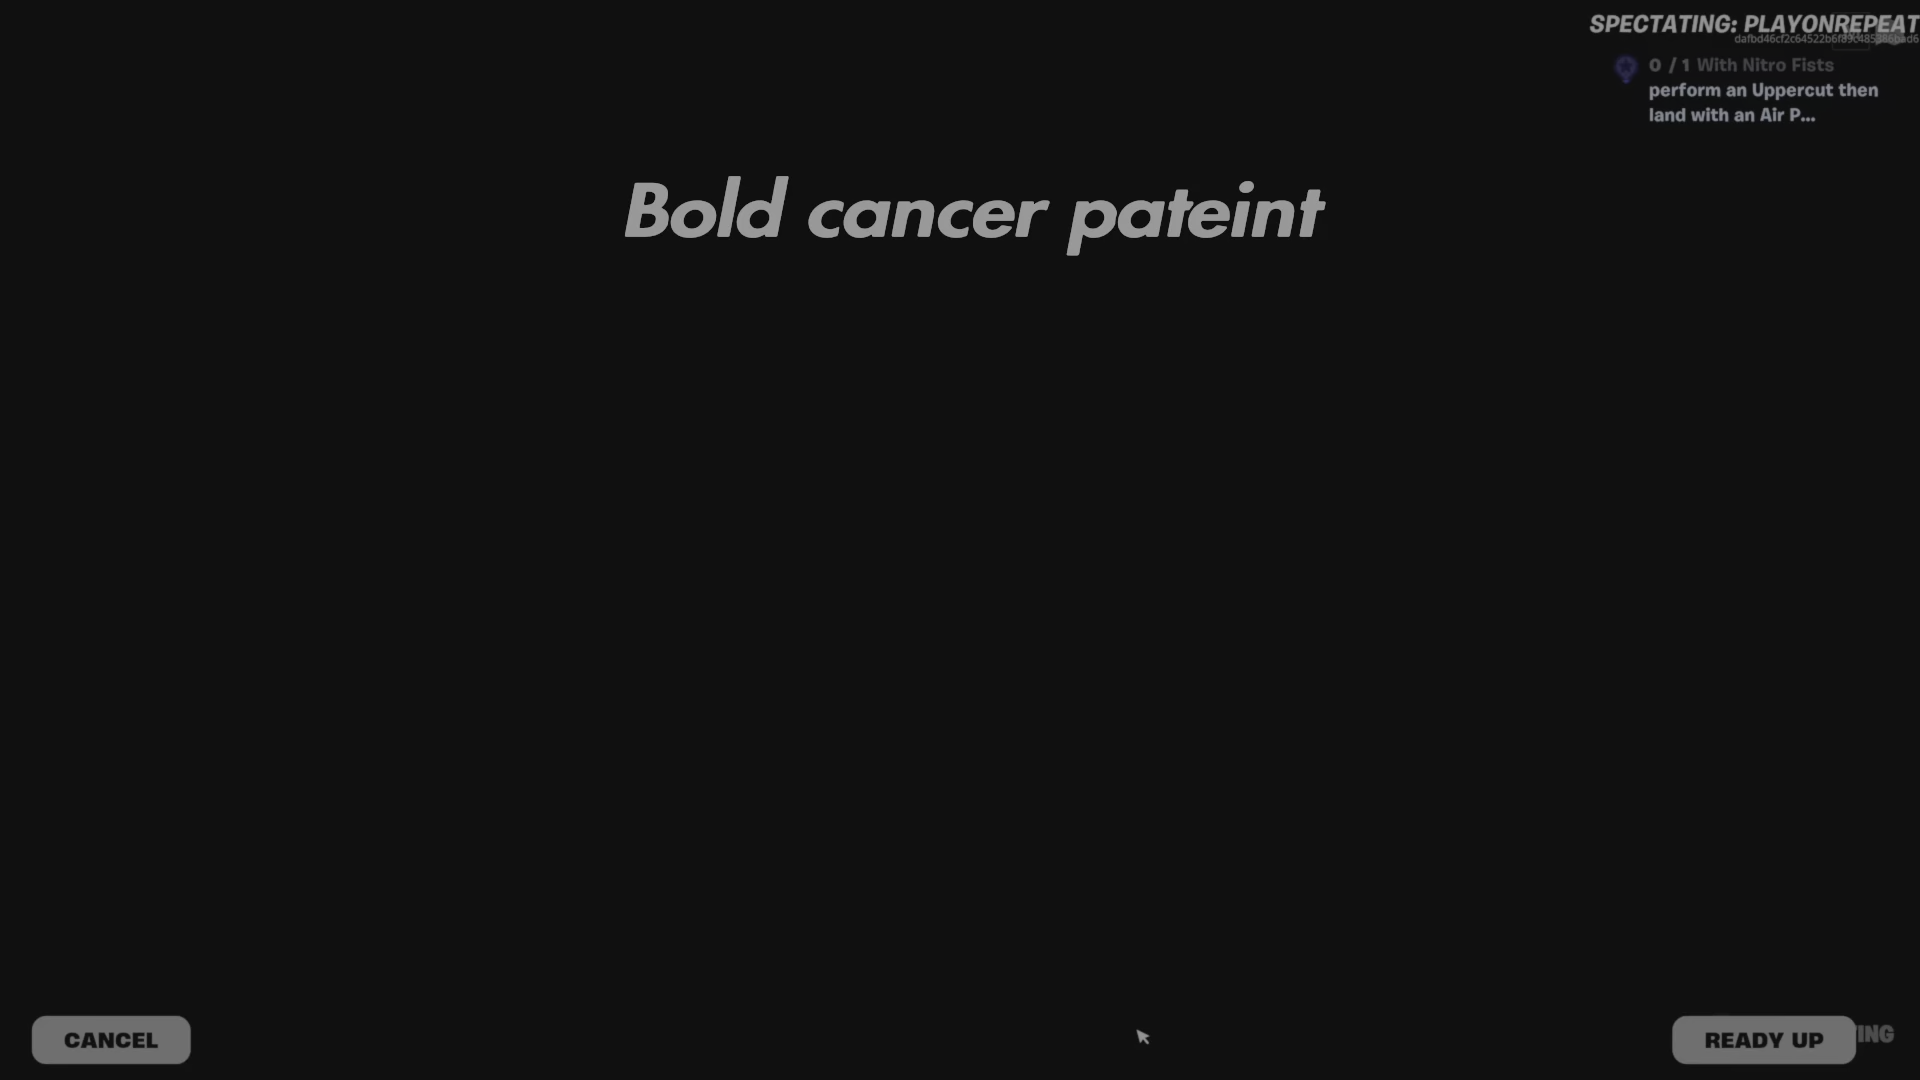 SPECTATING: PLAYONREPEAT
0 / 1 With Nitro Fists
perform an Uppercut then
land with an Air P...
Bold cancer pateint
CANCEL
READY UP